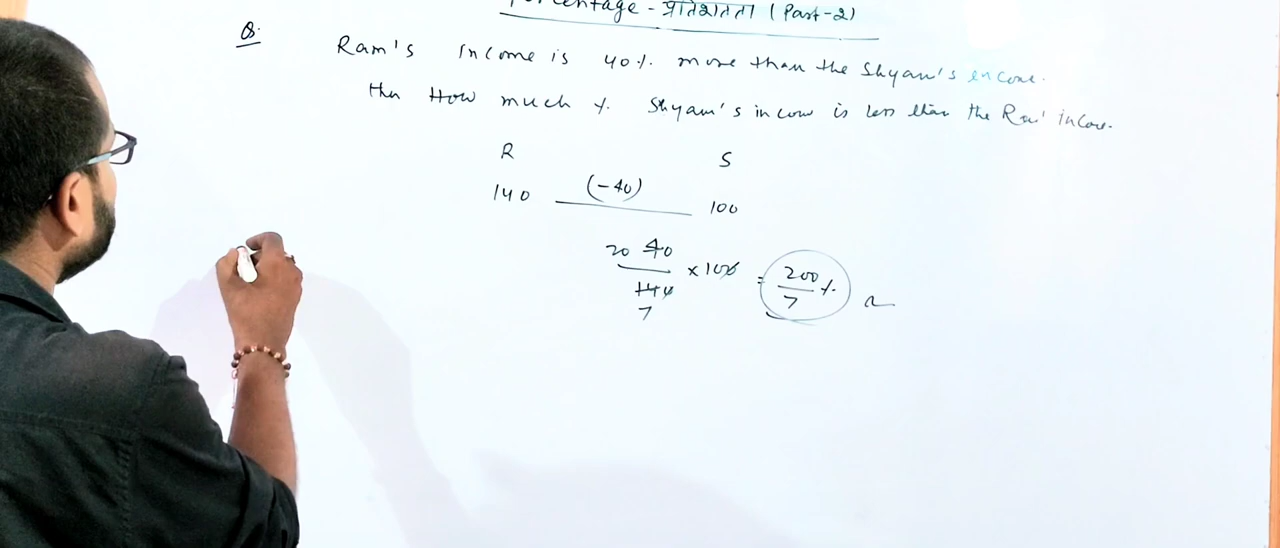 Percentage - प्रतिशतता (Part-2)
Q. Ram's income is 40% more than the Shyam's income.
then How much % Shyam's income is less than the Ram' income.
R S
140 (-40) 100
20 40
140 × 100 = 200/7 %
7